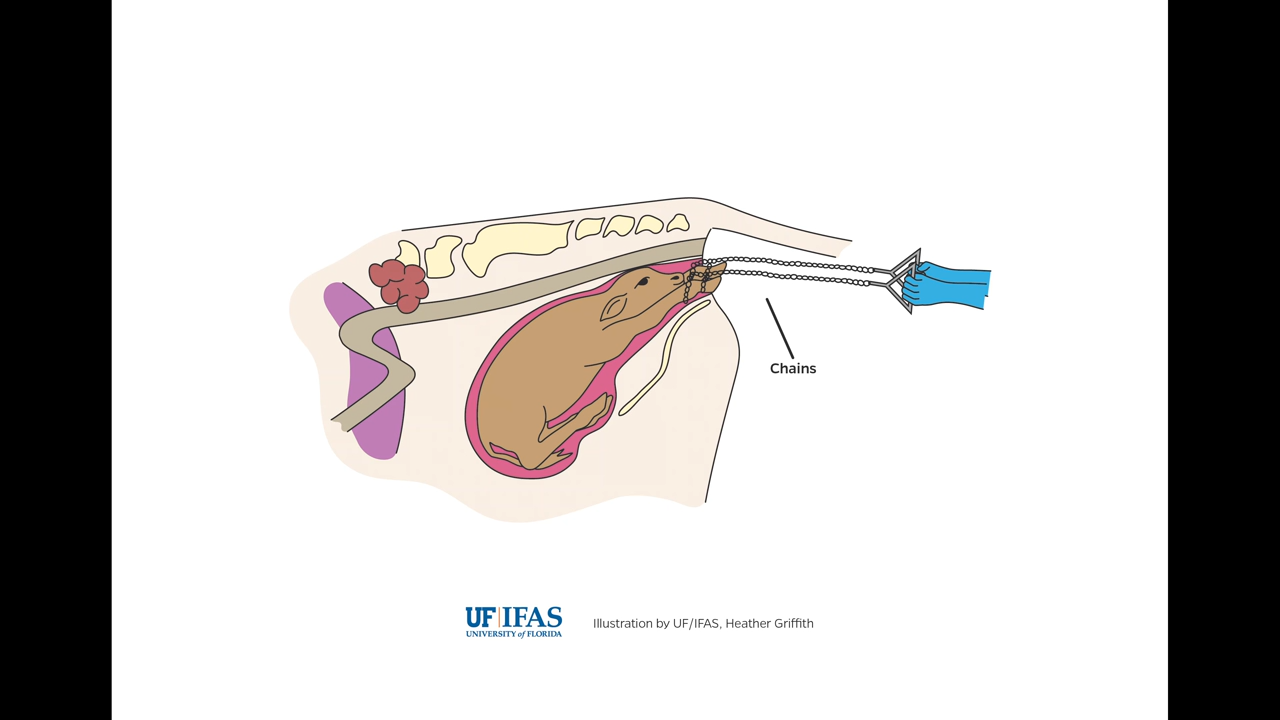 Chains
UF|IFAS
UNIVERSITY of FLORIDA
Illustration by UF/IFAS, Heather Griffith